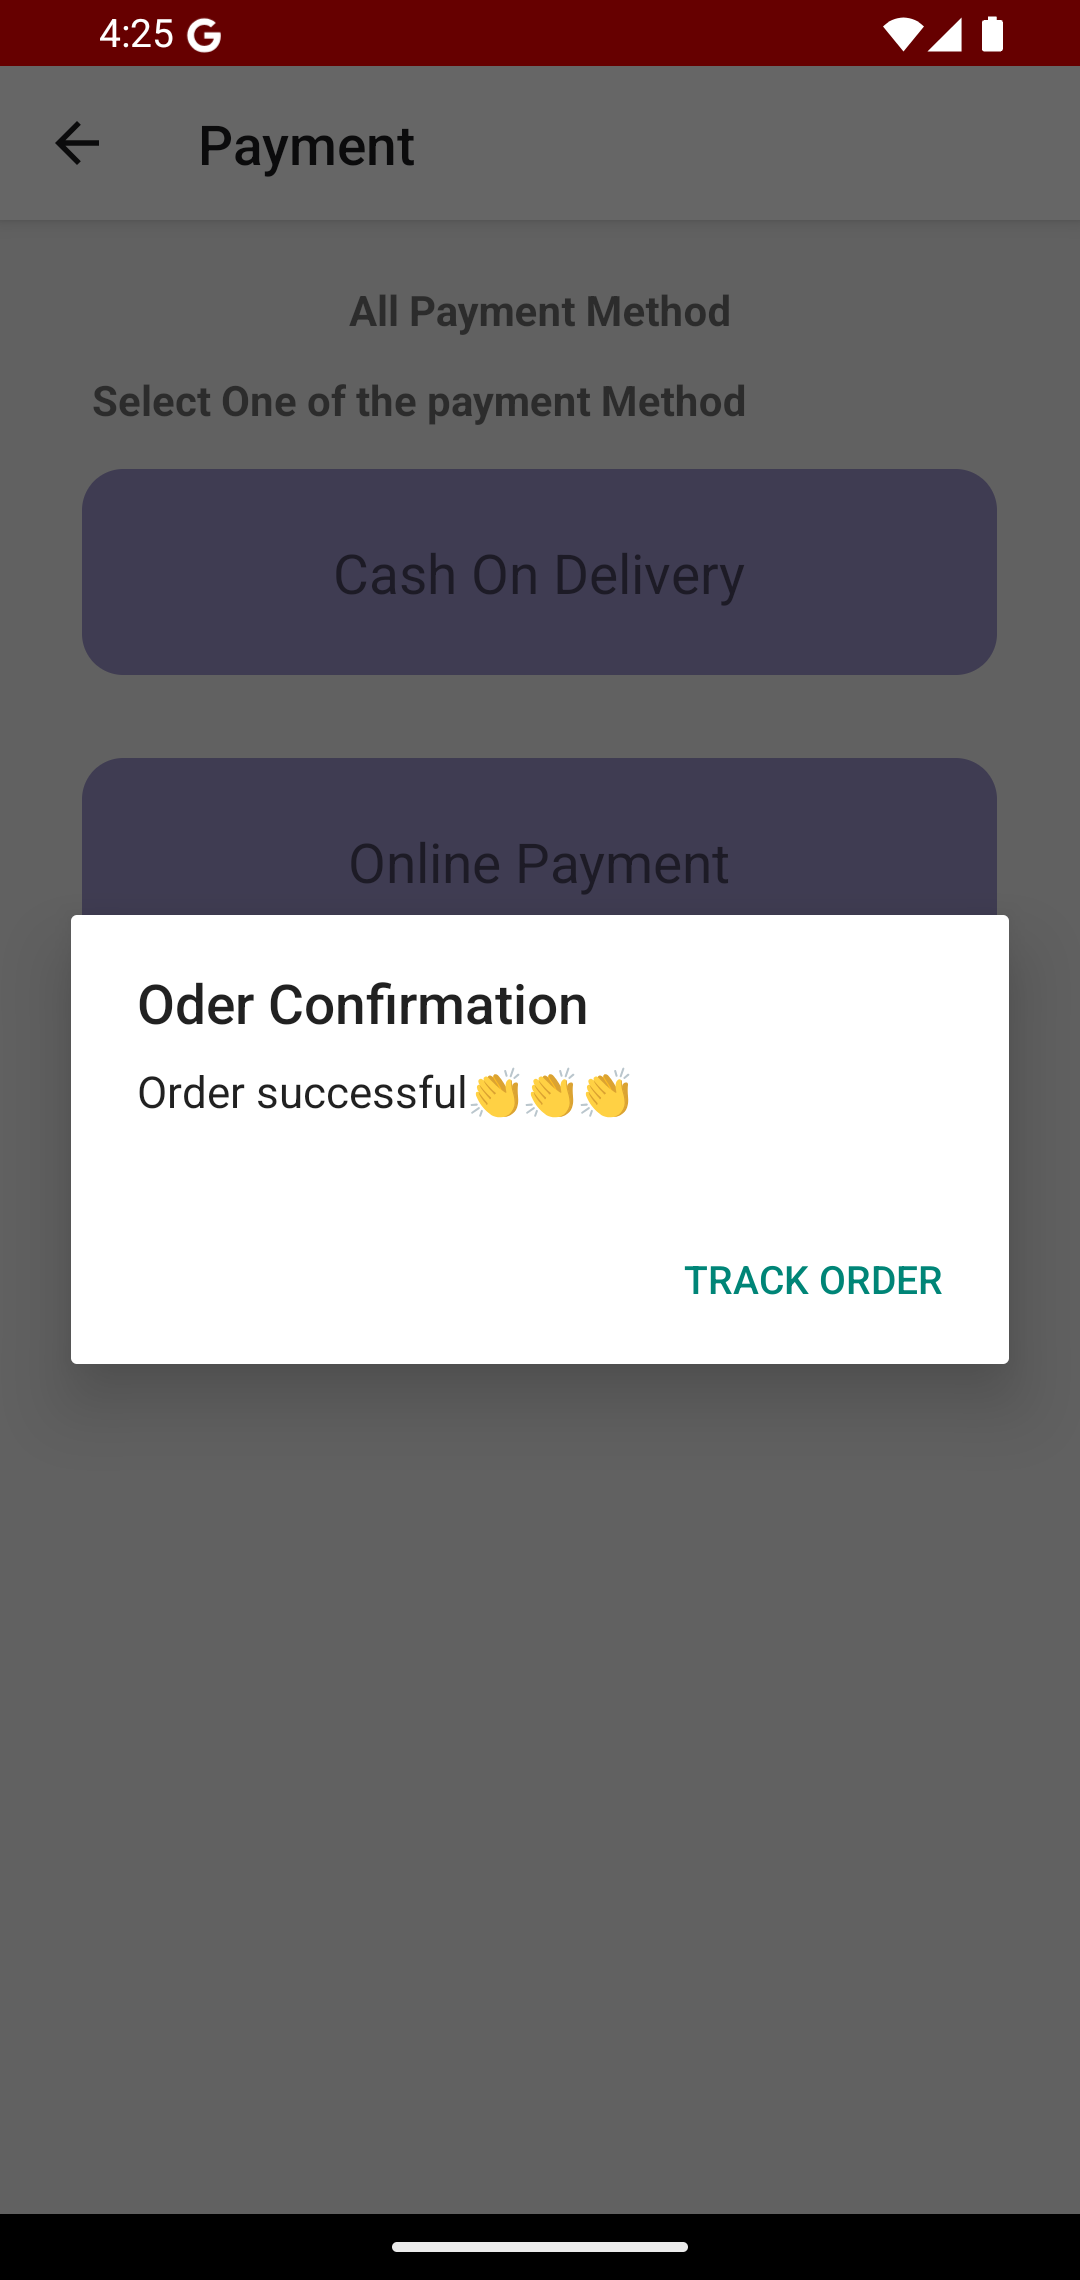 4:25
Payment
All Payment Method
Select One of the payment Method
Cash On Delivery
Online Payment
Oder Confirmation
Order successful👏👏👏
TRACK ORDER